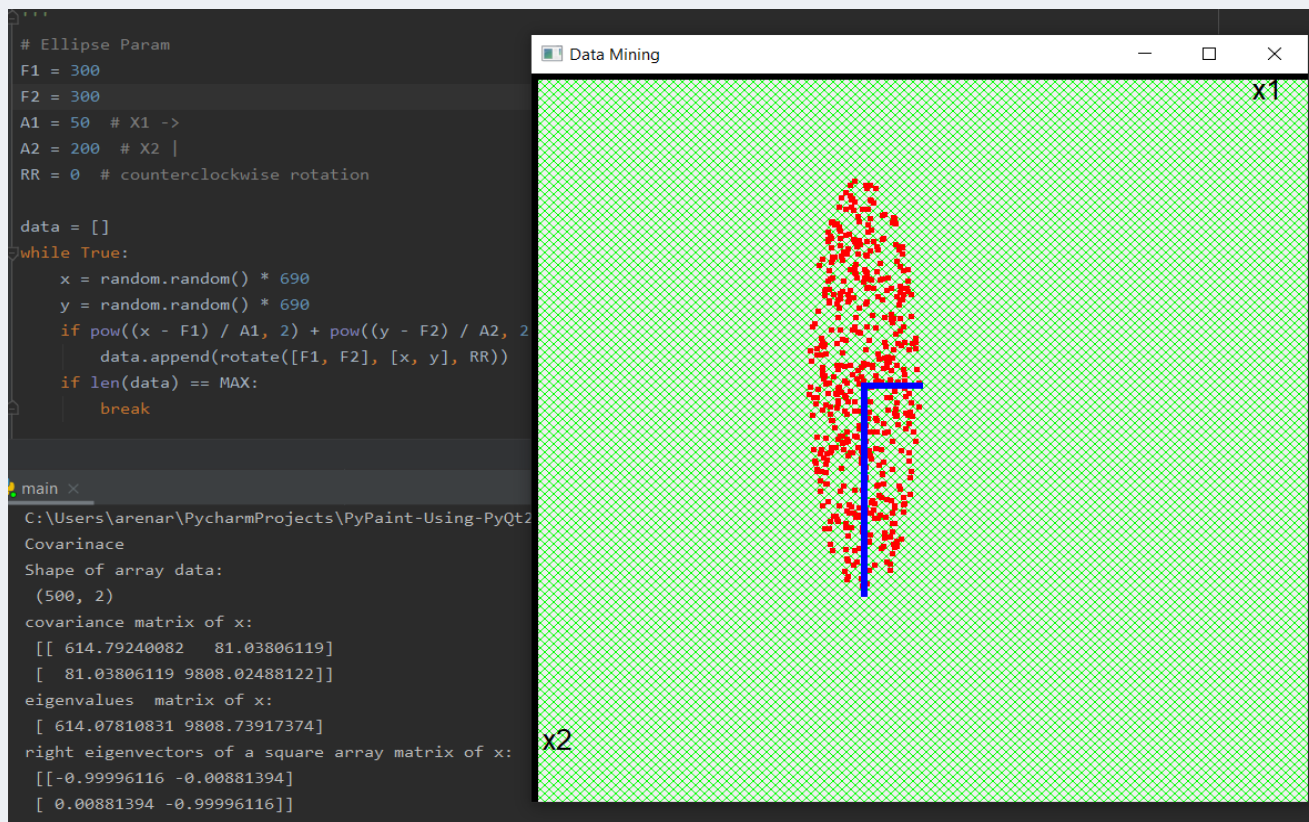 '''
# Ellipse Param
F1 = 300
F2 = 300
A1 = 50  # X1 ->
A2 = 200  # X2 |
RR = 0  # counterclockwise rotation
data = []
while True:
    x = random.random() * 690
    y = random.random() * 690
    if pow((x - F1) / A1, 2) + pow((y - F2) / A2, 2
        data.append(rotate([F1, F2], [x, y], RR))
    if len(data) == MAX:
        break
main
C:\Users\arenar\PycharmProjects\PyPaint-Using-PyQt2
Covarinace
Shape of array data:
 (500, 2)
covariance matrix of x:
 [[ 614.79240082   81.03806119]
 [  81.03806119 9808.02488122]]
eigenvalues  matrix of x:
 [ 614.07810831 9808.73917374]
right eigenvectors of a square array matrix of x:
 [[-0.99996116 -0.00881394]
 [ 0.00881394 -0.99996116]]
Data Mining
x1
x2